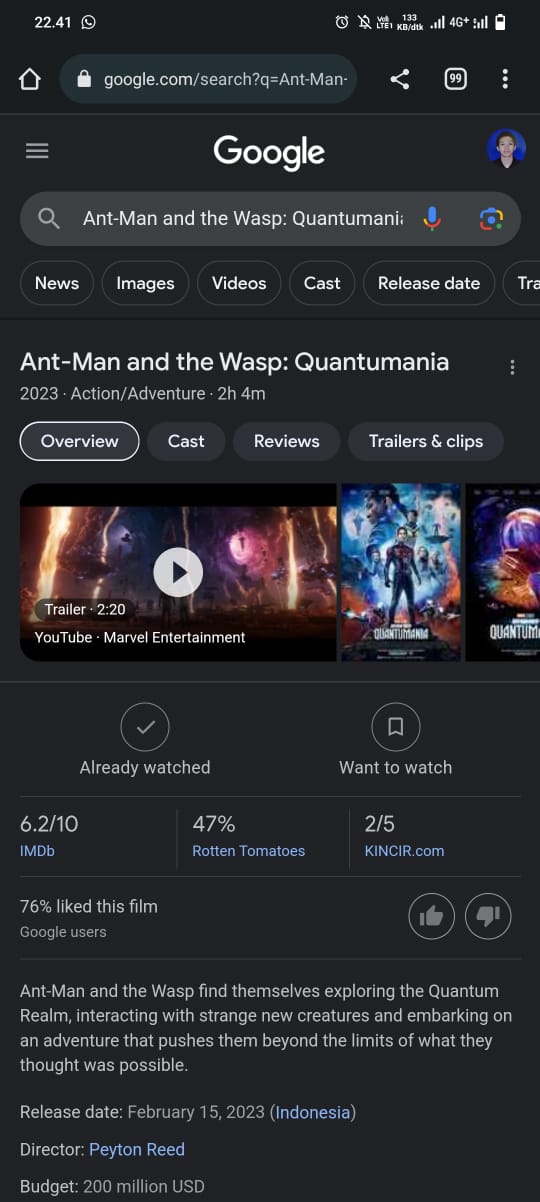 22.41
Vo))
LTE1
133
KB/dtk
4G+
google.com/search?q=Ant-Man-
99
Google
Ant-Man and the Wasp: Quantumania
News
Images
Videos
Cast
Release date
Tra
Ant-Man and the Wasp: Quantumania
2023 · Action/Adventure · 2h 4m
Overview
Cast
Reviews
Trailers & clips
Trailer · 2:20
YouTube · Marvel Entertainment
QUANTUMANIA
QUANTUM
Already watched
Want to watch
6.2/10
IMDb
47%
Rotten Tomatoes
2/5
KINCIR.com
76% liked this film
Google users
Ant-Man and the Wasp find themselves exploring the Quantum
Realm, interacting with strange new creatures and embarking on
an adventure that pushes them beyond the limits of what they
thought was possible.
Release date: February 15, 2023 (Indonesia)
Director: Peyton Reed
Budget: 200 million USD